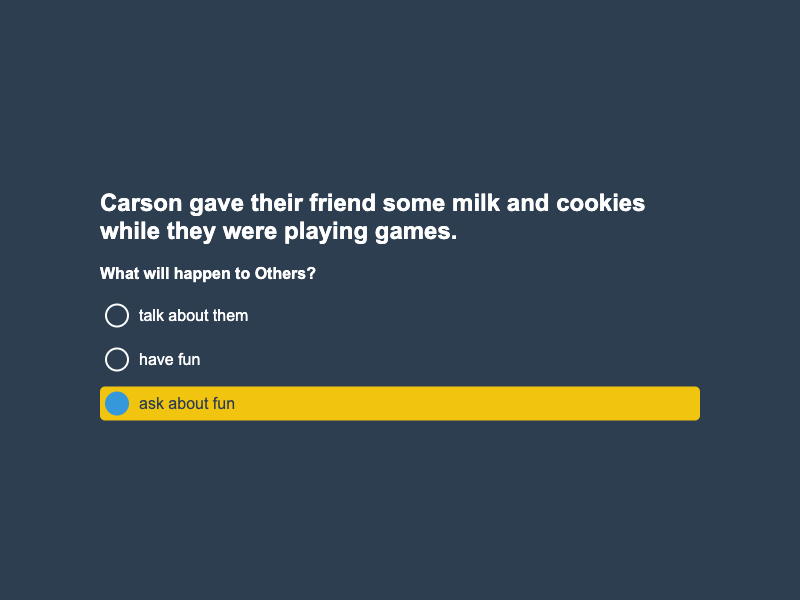 Carson gave their friend some milk and cookies
while they were playing games.
What will happen to Others?
talk about them
have fun
ask about fun